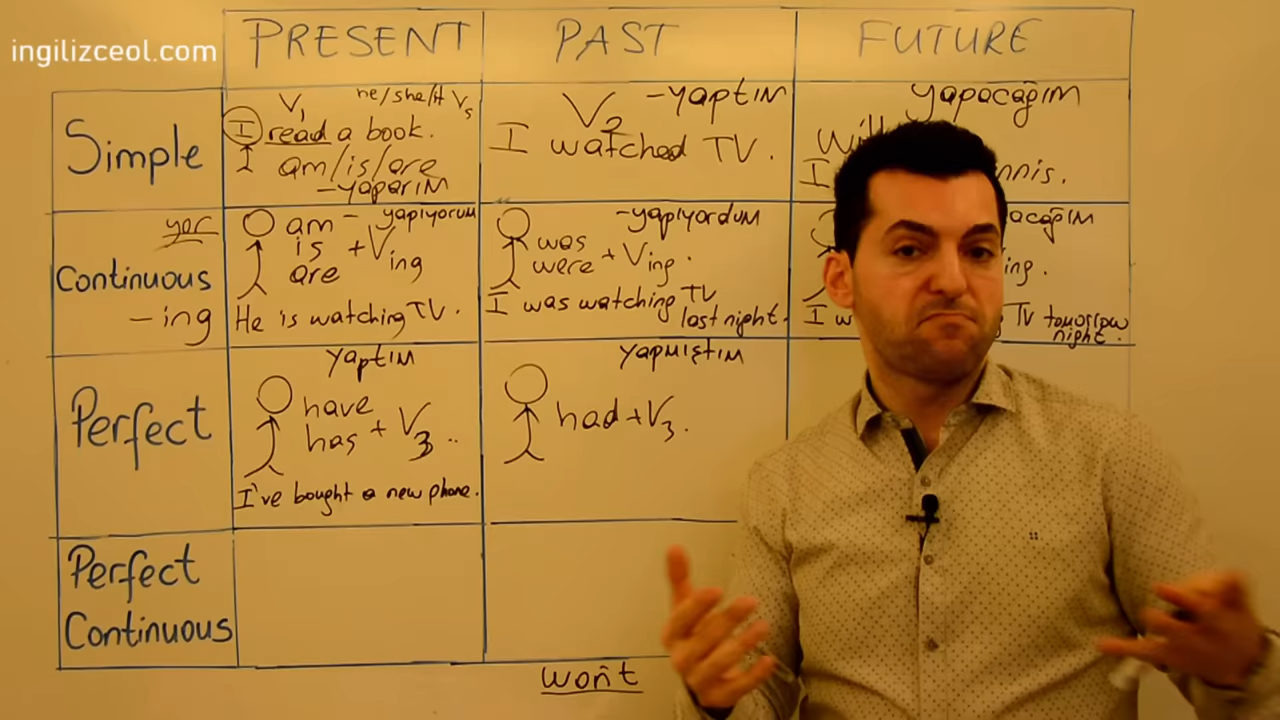 ingilizceol.com
PRESENT PAST FUTURE
Simple
V1 he/she/it Vs
I read a book.
am/is/are
-yaparım
V2 -yaptım
I watched TV.
yapacağım
will
I nnis.
Continuous
yor
-ing
am - yapıyorum
is + Ving
are
He is watching TV.
-yapıyordum
was
were + Ving.
I was watching TV
last night.
acağım
ing.
I w TV tomorrow
night.
Perfect
yaptım
have
has + V3 ..
I've bought a new phone.
yapmıştım
had + V3.
Perfect
Continuous
won't